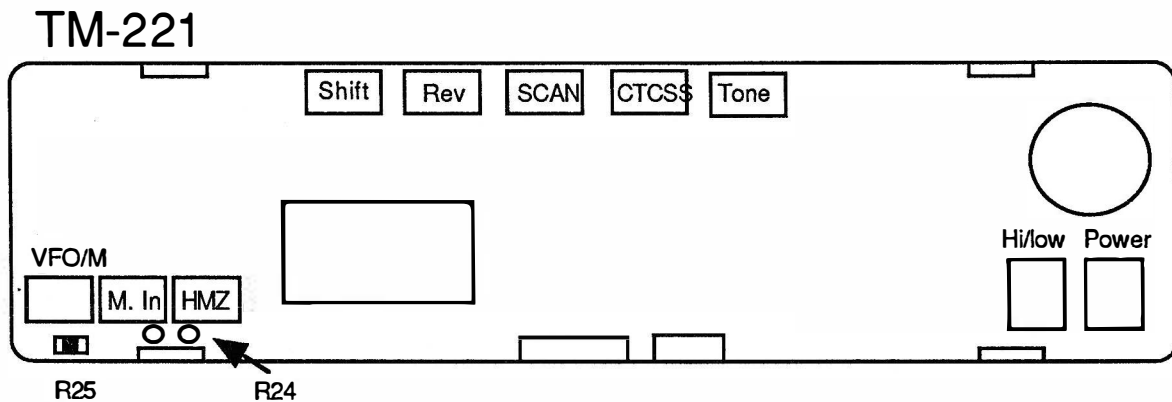 TM-221
Shift Rev SCAN CTCSS Tone
Hi/low Power
VFO/M
M. In HMZ
R25 R24